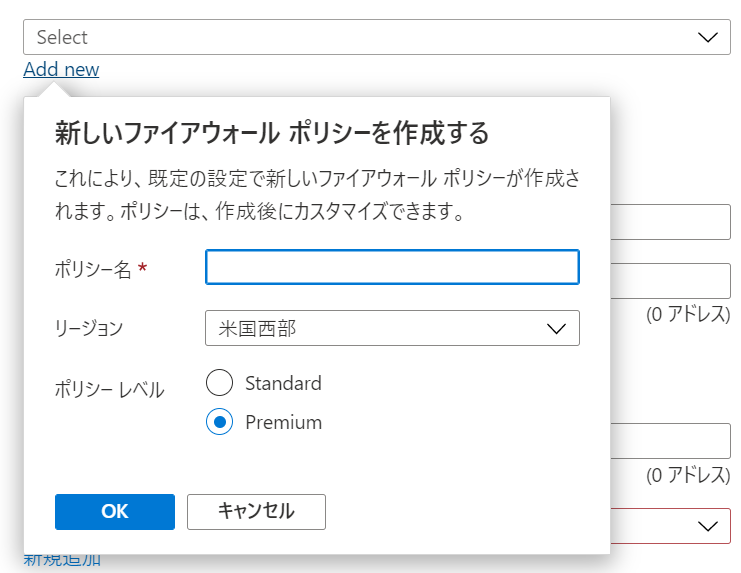 Select
Add new
新しいファイアウォール ポリシーを作成する
これにより、既定の設定で新しいファイアウォール ポリシーが作成さ
れます。ポリシーは、作成後にカスタマイズできます。
ポリシー名 *
リージョン
米国西部
(0 アドレス)
ポリシー レベル
Standard
Premium
(0 アドレス)
OK
キャンセル
新規追加